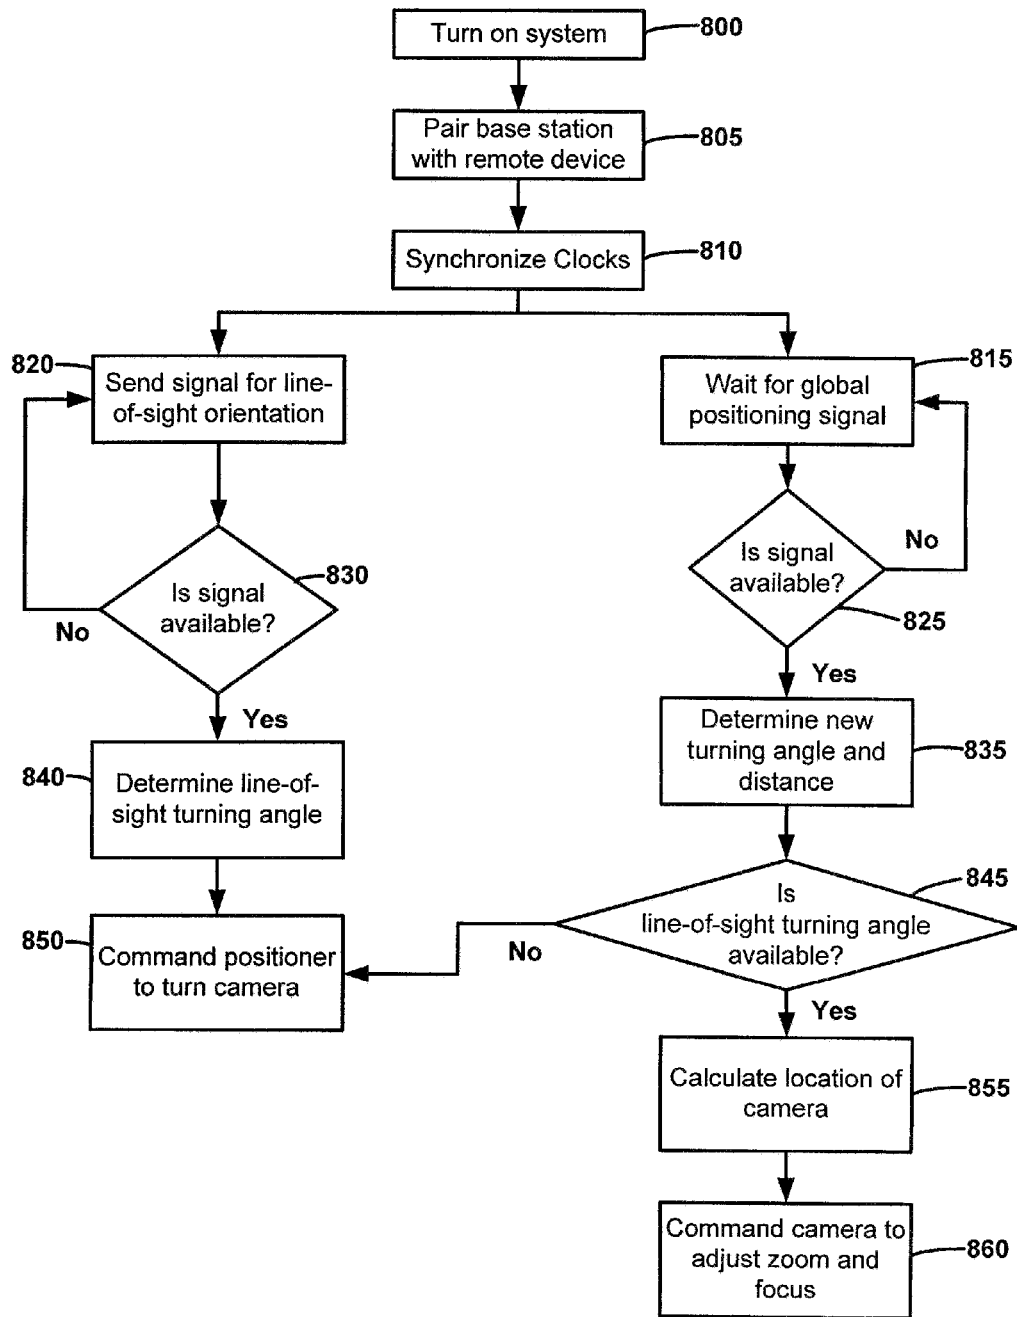 Turn on system
800
Pair base station
with remote device
805
Synchronize Clocks
810
820
Send signal for line-
of-sight orientation
Wait for global
positioning signal
815
Is signal
available?
830
No
Yes
Is signal
available?
No
825
Yes
840
Determine line-of-
sight turning angle
Determine new
turning angle and
distance
835
850
Command positioner
to turn camera
Is
line-of-sight turning angle
available?
845
No
Yes
Calculate location of
camera
855
Command camera to
adjust zoom and
focus
860